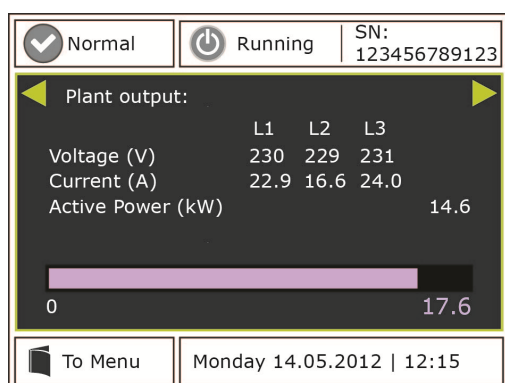 Normal
Running
SN:
123456789123
Plant output:
L1 L2 L3
Voltage (V) 230 229 231
Current (A) 22.9 16.6 24.0
Active Power (kW) 14.6
0 17.6
To Menu
Monday 14.05.2012 | 12:15